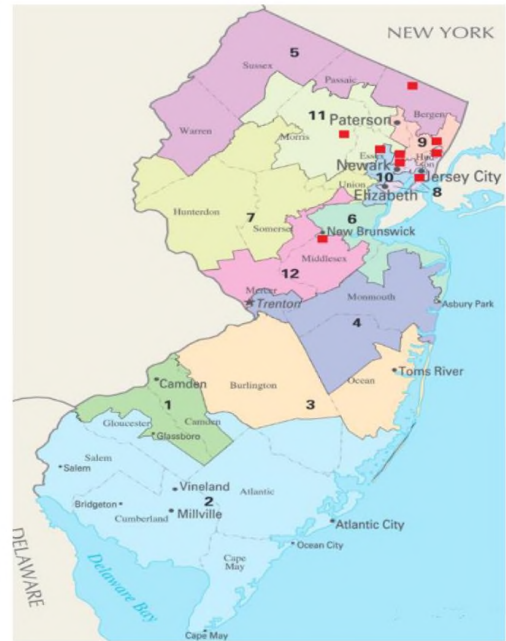 NEW YORK
5
Sussex
Passaic
Bergen
11
Paterson
Warren
Morris
9
Essex
Hudson
Newark
10
Jersey City
Union
Elizabeth
8
Hunterdon
7
Somerset
6
New Brunswick
Middlesex
12
Mercer
Trenton
Monmouth
Asbury Park
4
Camden
Burlington
Ocean
Toms River
1
3
Gloucester
Camden
Glassboro
Salem
Salem
Atlantic
Vineland
2
Bridgeton
Cumberland
Millville
Atlantic City
DELAWARE
Cape
May
Ocean City
Delaware Bay
Cape May